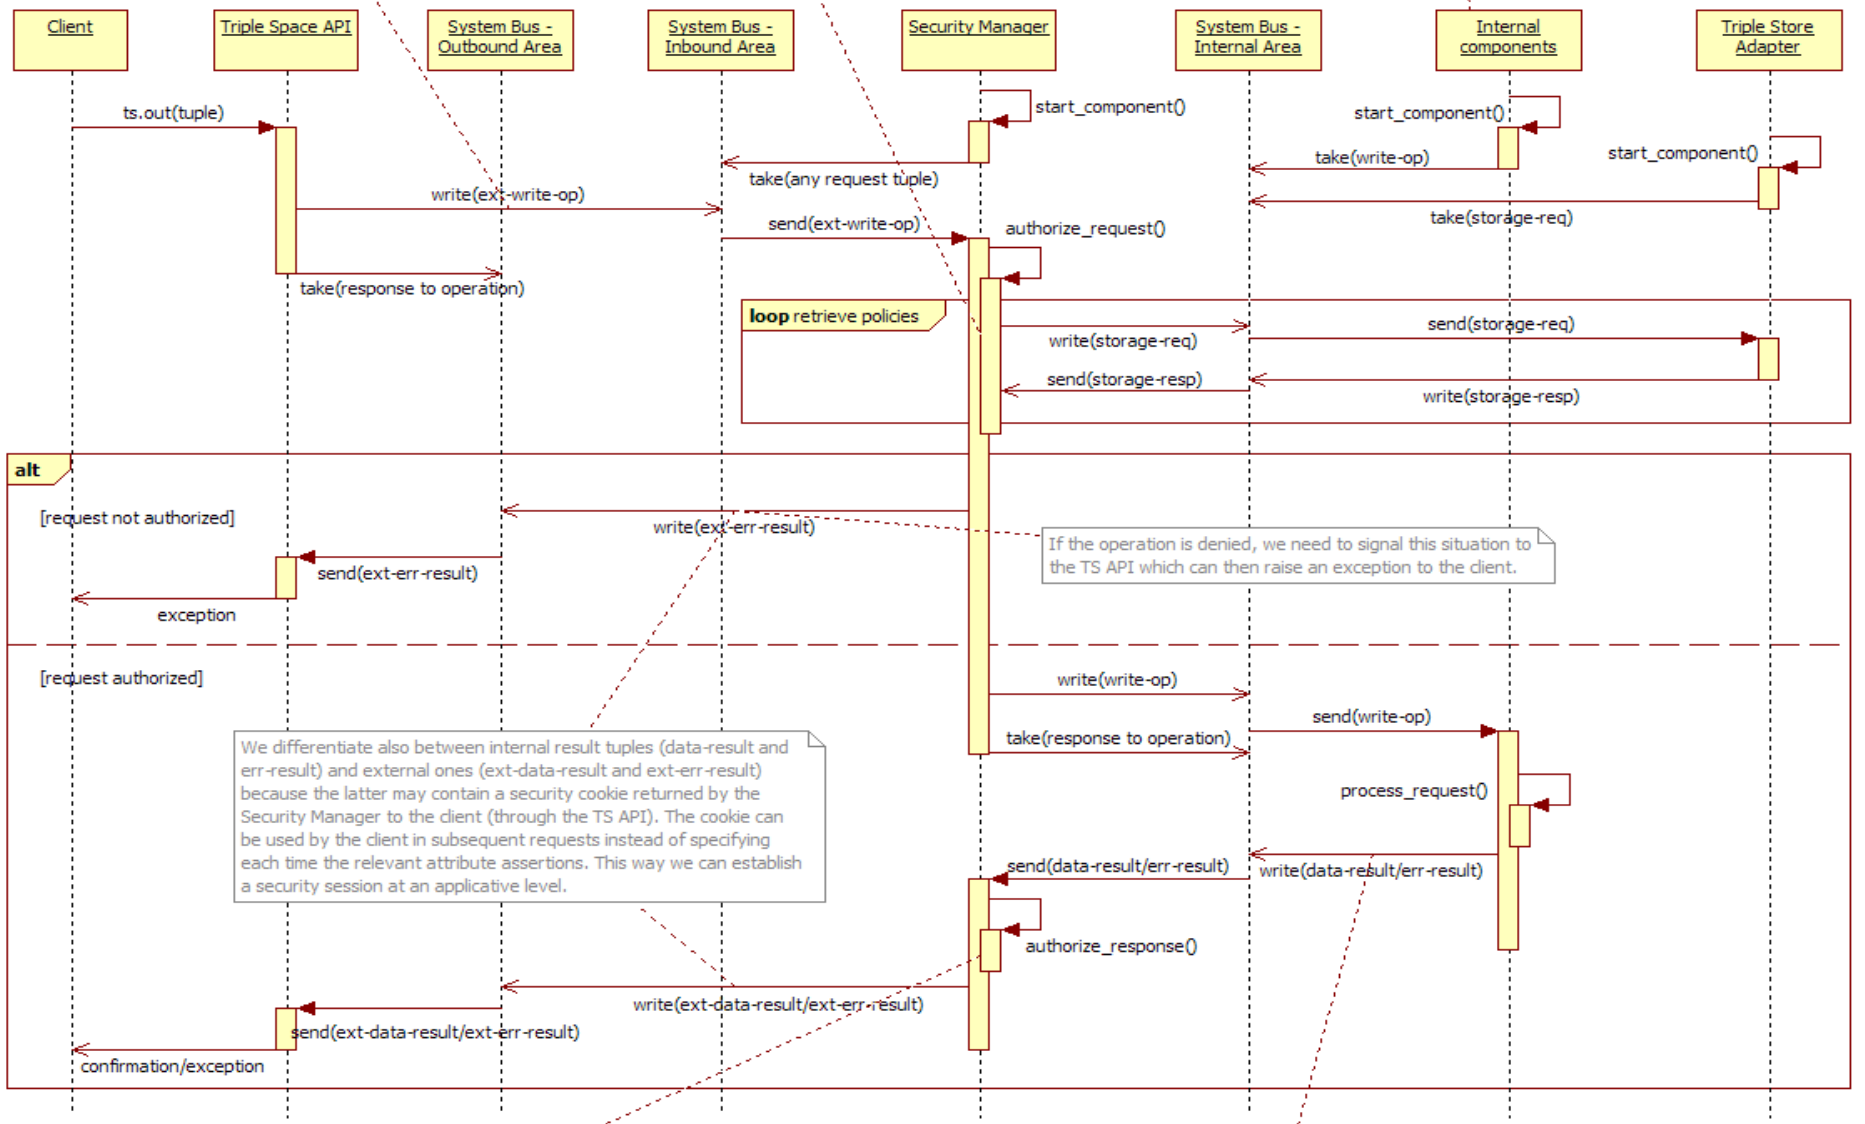 Client
Triple Space API
System Bus -
Outbound Area
System Bus -
Inbound Area
Security Manager
System Bus -
Internal Area
Internal
components
Triple Store
Adapter
ts.out(tuple)
start_component()
start_component()
start_component()
take(write-op)
take(any request tuple)
write(ext-write-op)
take(storage-req)
send(ext-write-op)
authorize_request()
take(response to operation)
loop retrieve policies
send(storage-req)
write(storage-req)
send(storage-resp)
write(storage-resp)
alt
[request not authorized]
write(ext-err-result)
If the operation is denied, we need to signal this situation to
the TS API which can then raise an exception to the client.
send(ext-err-result)
exception
[request authorized]
write(write-op)
send(write-op)
take(response to operation)
We differentiate also between internal result tuples (data-result and
err-result) and external ones (ext-data-result and ext-err-result)
because the latter may contain a security cookie returned by the
Security Manager to the client (through the TS API). The cookie can
be used by the client in subsequent requests instead of specifying
each time the relevant attribute assertions. This way we can establish
a security session at an applicative level.
process_request()
send(data-result/err-result)
write(data-result/err-result)
authorize_response()
write(ext-data-result/ext-err-result)
send(ext-data-result/ext-err-result)
confirmation/exception